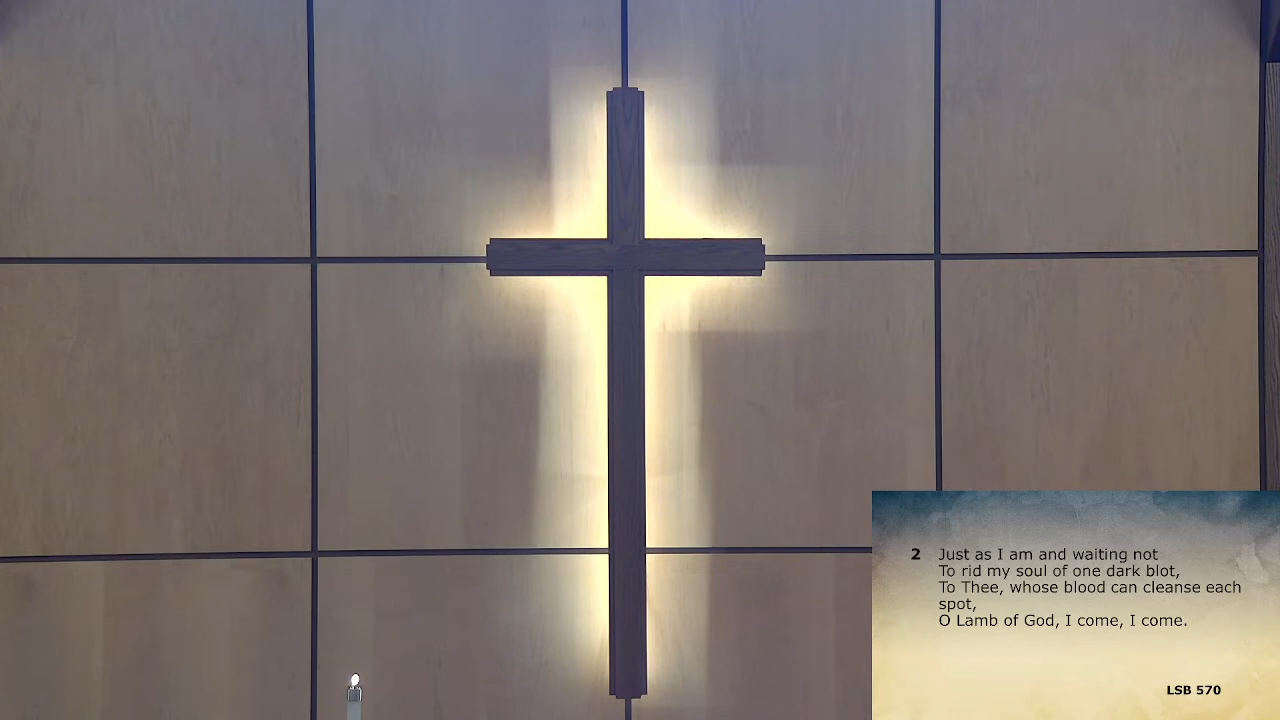 2 Just as I am and waiting not
To rid my soul of one dark blot,
To Thee, whose blood can cleanse each
spot,
O Lamb of God, I come, I come.
LSB 570